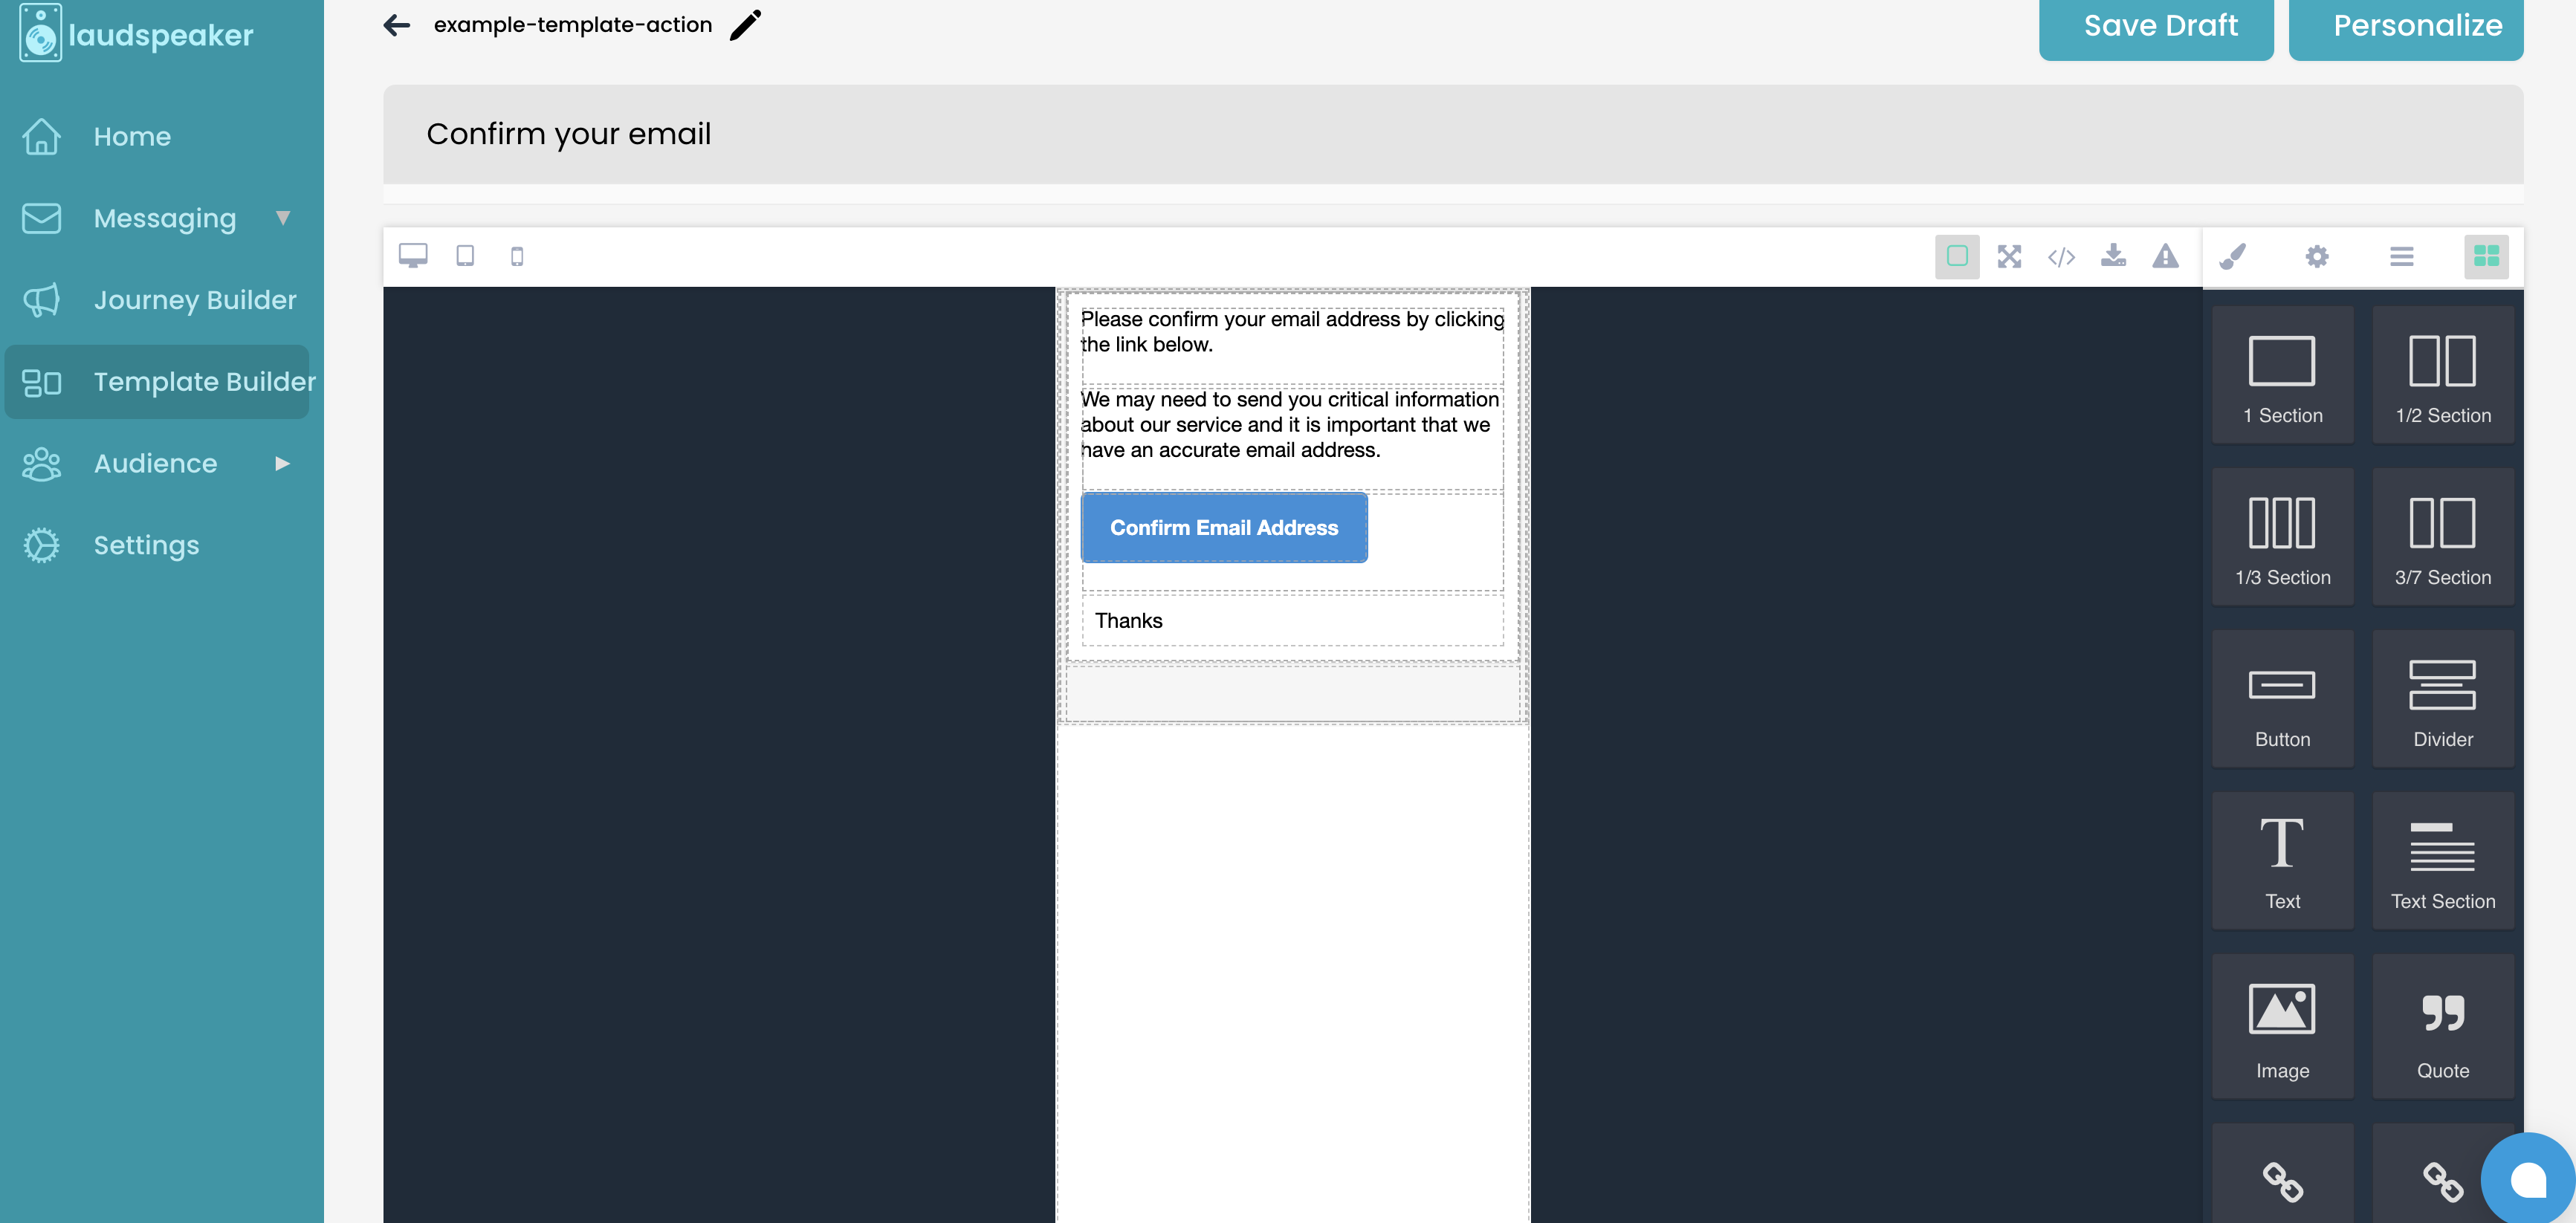 laudspeaker
Home
Messaging
Journey Builder
Template Builder
Audience
Settings
example-template-action
Save Draft
Personalize
Confirm your email
Please confirm your email address by clicking
the link below.
We may need to send you critical information
about our service and it is important that we
have an accurate email address.
Confirm Email Address
Thanks
1 Section
1/2 Section
1/3 Section
3/7 Section
Button
Divider
Text
Text Section
Image
Quote